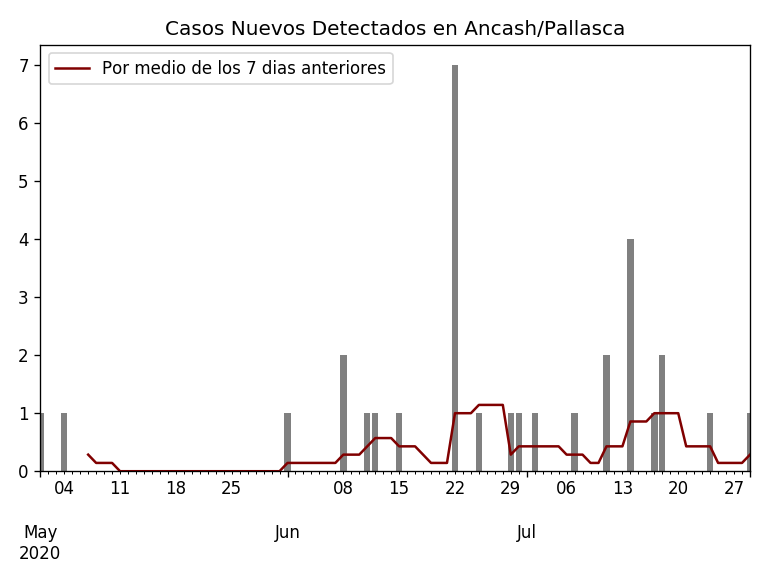 Casos Nuevos Detectados en Ancash/Pallasca
Por medio de los 7 dias anteriores
7
6
5
4
3
2
1
0
04 11 18 25 08 15 22 29 06 13 20 27
May Jun Jul
2020